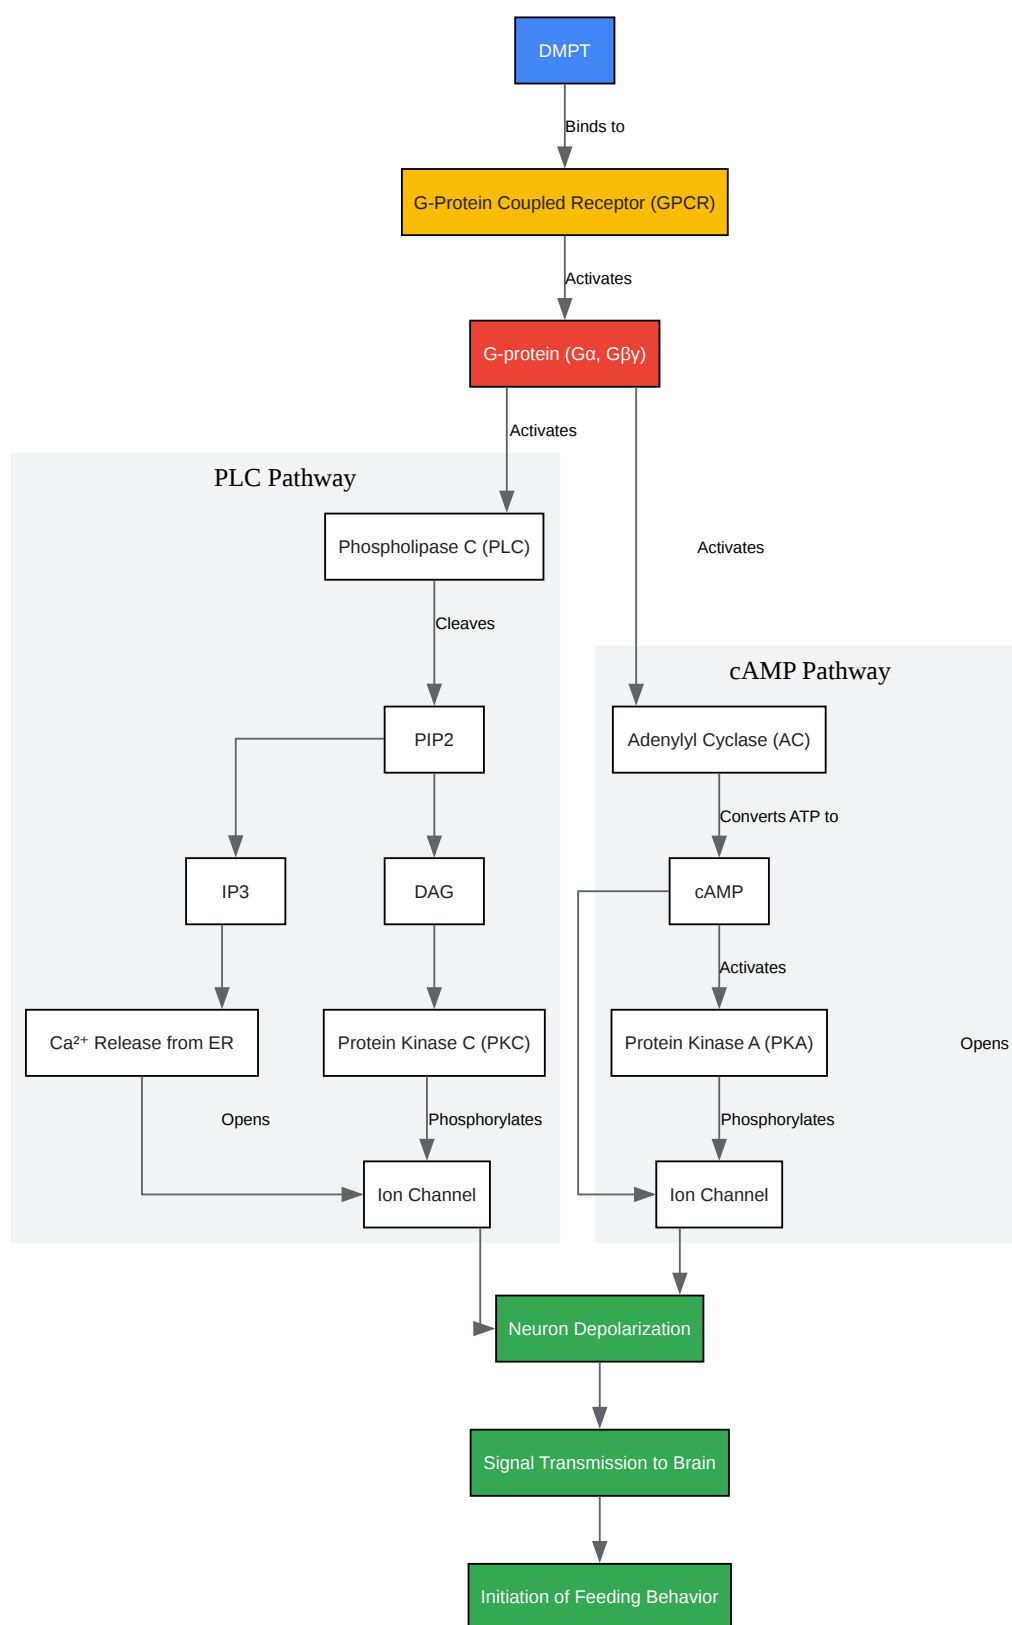 DMPT
Binds to
G-Protein Coupled Receptor (GPCR)
Activates
G-protein (Gα, Gβγ)
Activates
PLC Pathway
Phospholipase C (PLC)
Activates
Cleaves
cAMP Pathway
PIP2
Adenylyl Cyclase (AC)
Converts ATP to
IP3
DAG
cAMP
Activates
Ca²⁺ Release from ER
Protein Kinase C (PKC)
Protein Kinase A (PKA)
Opens
Opens
Phosphorylates
Phosphorylates
Ion Channel
Ion Channel
Neuron Depolarization
Signal Transmission to Brain
Initiation of Feeding Behavior